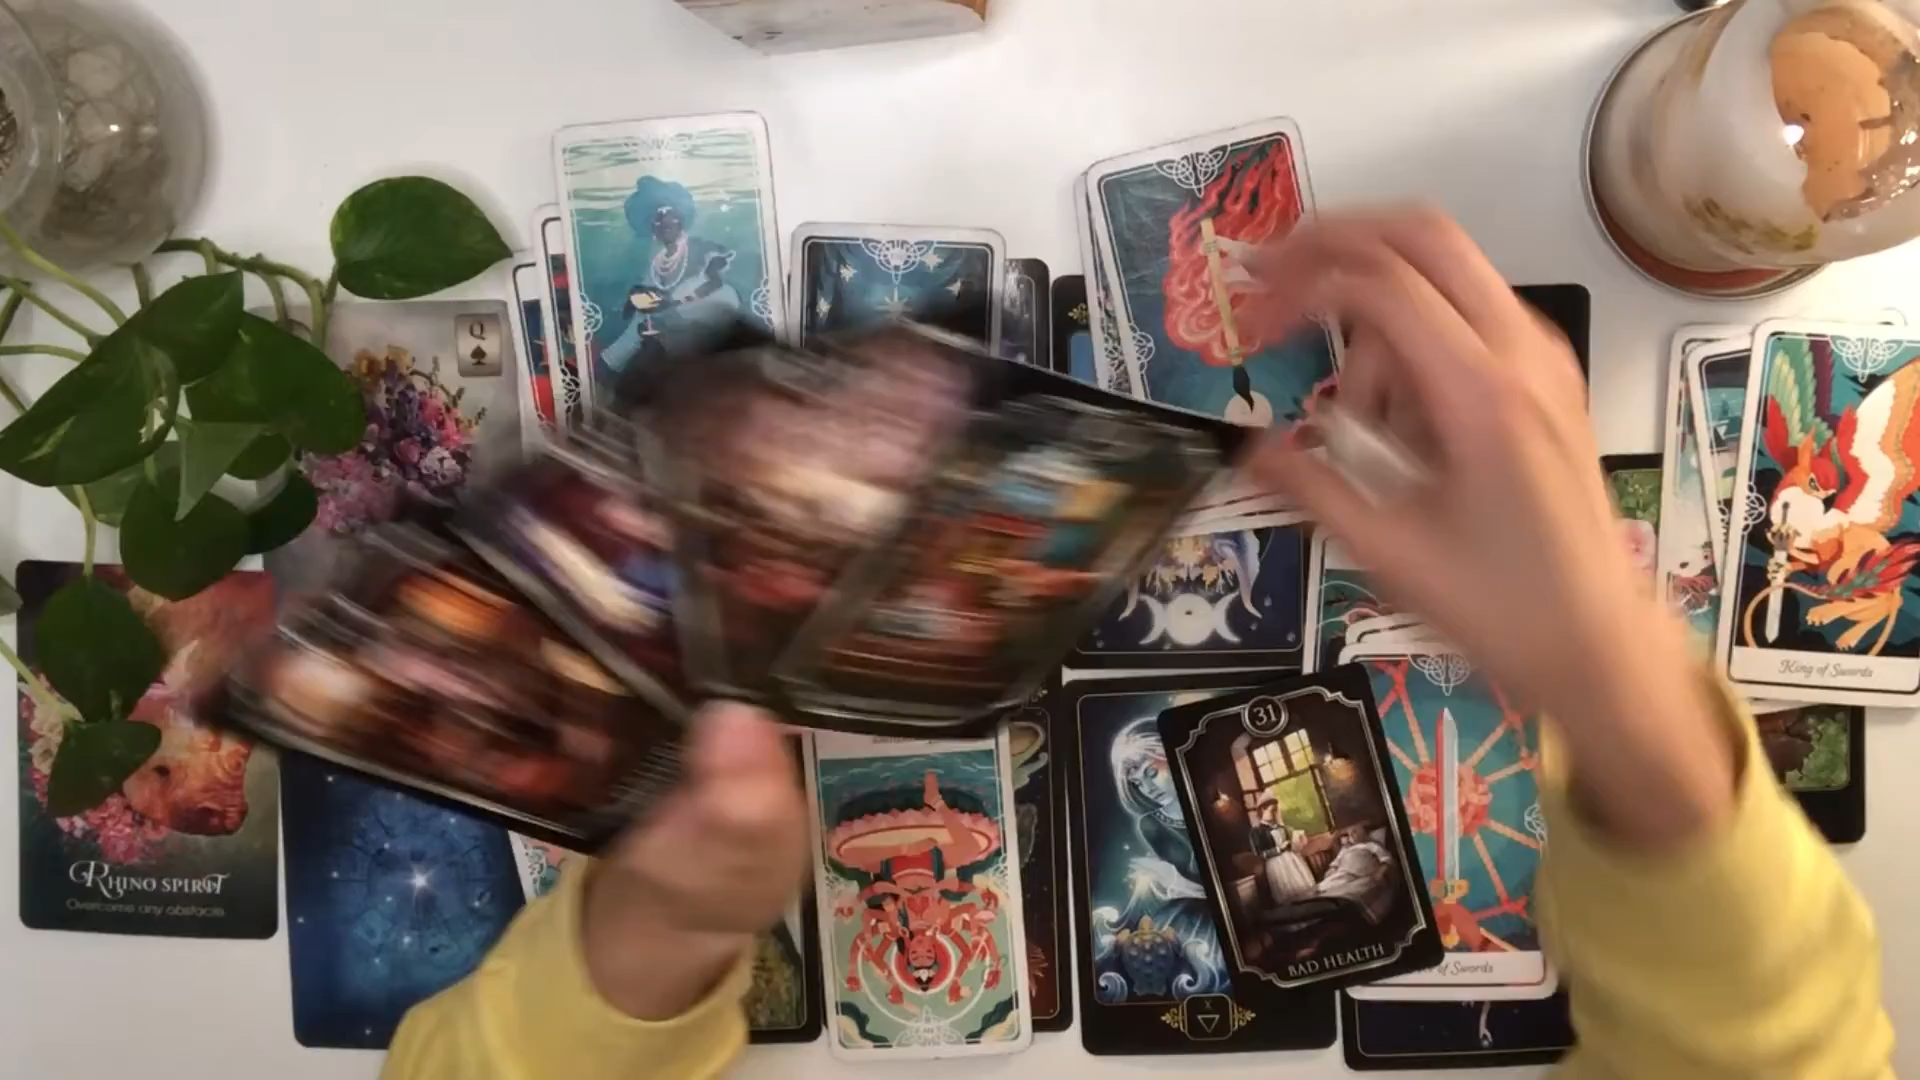 Q
King of Swords
31
RHINO SPIRIT
Overcome any obstacle
BAD HEALTH
of Swords
X